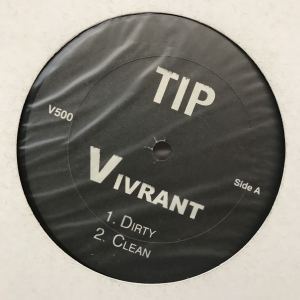 TIP
V500
VIVRANT
Side A
1. DIRTY
2. CLEAN